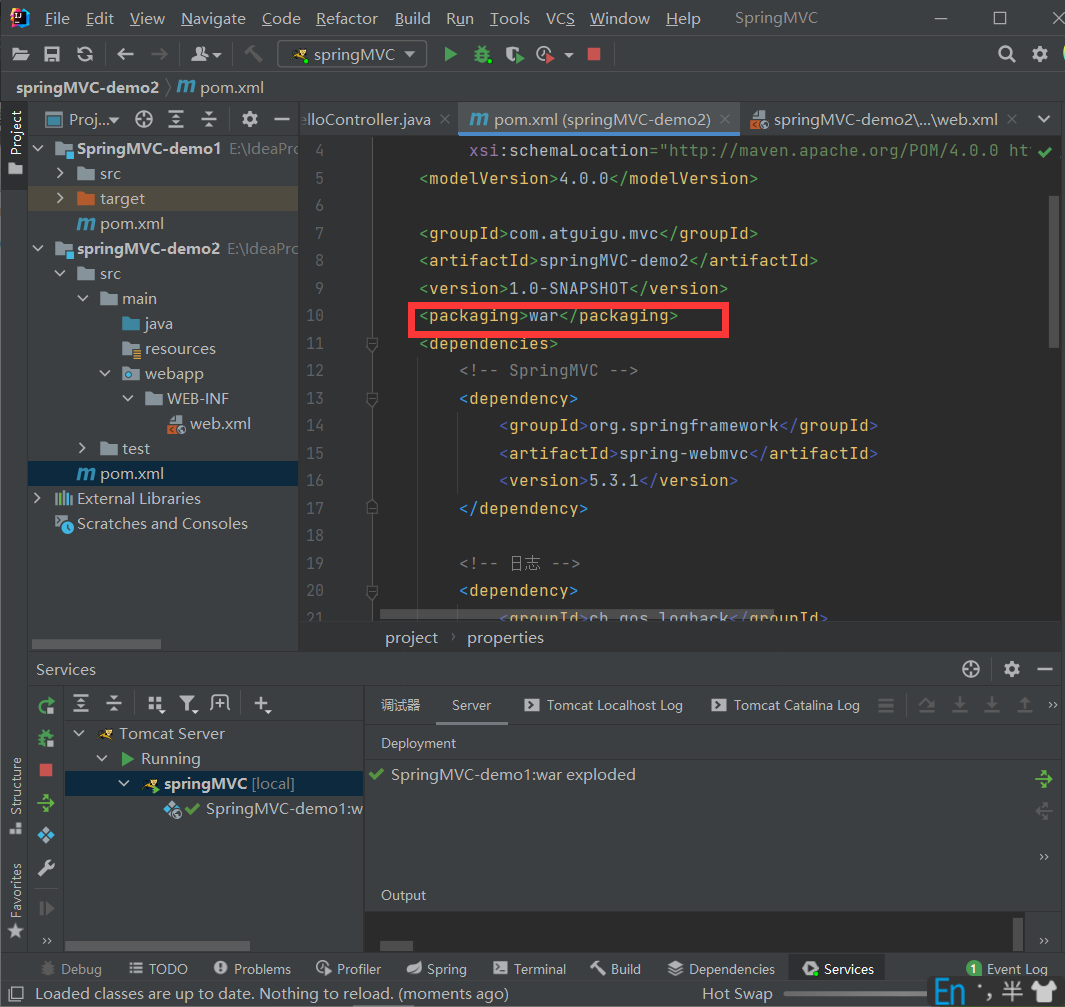 File Edit View Navigate Code Refactor Build Run Tools VCS Window Help SpringMVC
springMVC
springMVC-demo2 pom.xml
Proj... elloController.java pom.xml (springMVC-demo2) springMVC-demo2\...\web.xml
Project
SpringMVC-demo1 E:\IdeaPro
src
target
pom.xml
springMVC-demo2 E:\IdeaPro
src
main
java
resources
webapp
WEB-INF
web.xml
test
pom.xml
External Libraries
Scratches and Consoles
4 xsi:schemaLocation="http://maven.apache.org/POM/4.0.0 ht
5 <modelVersion>4.0.0</modelVersion>
6
7 <groupId>com.atguigu.mvc</groupId>
8 <artifactId>springMVC-demo2</artifactId>
9 <version>1.0-SNAPSHOT</version>
10 <packaging>war</packaging>
11 <dependencies>
12 <!-- SpringMVC -->
13 <dependency>
14 <groupId>org.springframework</groupId>
15 <artifactId>spring-webmvc</artifactId>
16 <version>5.3.1</version>
17 </dependency>
18
19 <!-- 日志 -->
20 <dependency>
21 <groupId>ch.qos.logback</groupId>
project properties
Services
调试器 Server Tomcat Localhost Log Tomcat Catalina Log
Tomcat Server
Running
springMVC [local]
SpringMVC-demo1:w
Deployment
SpringMVC-demo1:war exploded
Output
Structure
Favorites
Debug TODO Problems Profiler Spring Terminal Build Dependencies Services 1 Event Log
Loaded classes are up to date. Nothing to reload. (moments ago) Hot Swap
En 半